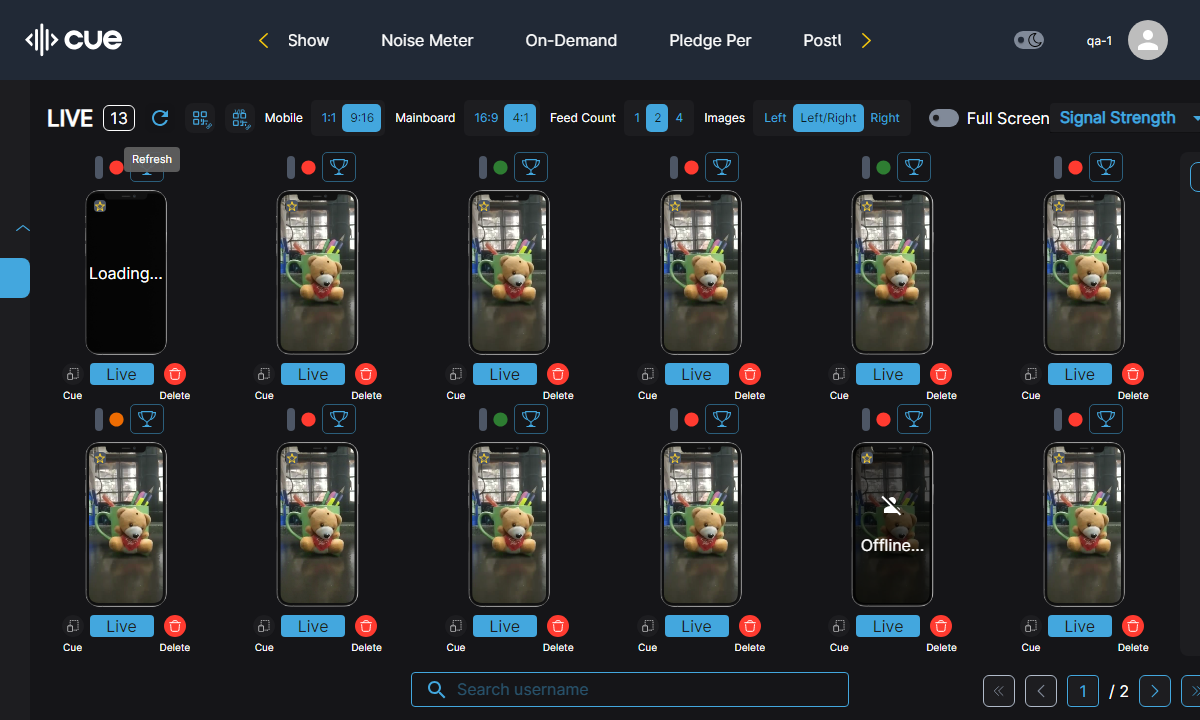 cue
Show
Noise Meter
On-Demand
Pledge Per
qa-1
LIVE 13
Mobile 1:1 9:16
Mainboard 16:9 4:1
Feed Count 1 2 4
Images Left Left/Right Right
Full Screen
Signal Strength
Refresh
Loading...
Live Live Live Live Live Live
Cue Delete Cue Delete Cue Delete Cue Delete Cue Delete Cue Delete
Offline...
Live Live Live Live Live Live
Cue Delete Cue Delete Cue Delete Cue Delete Cue Delete Cue Delete
Search username
1 / 2